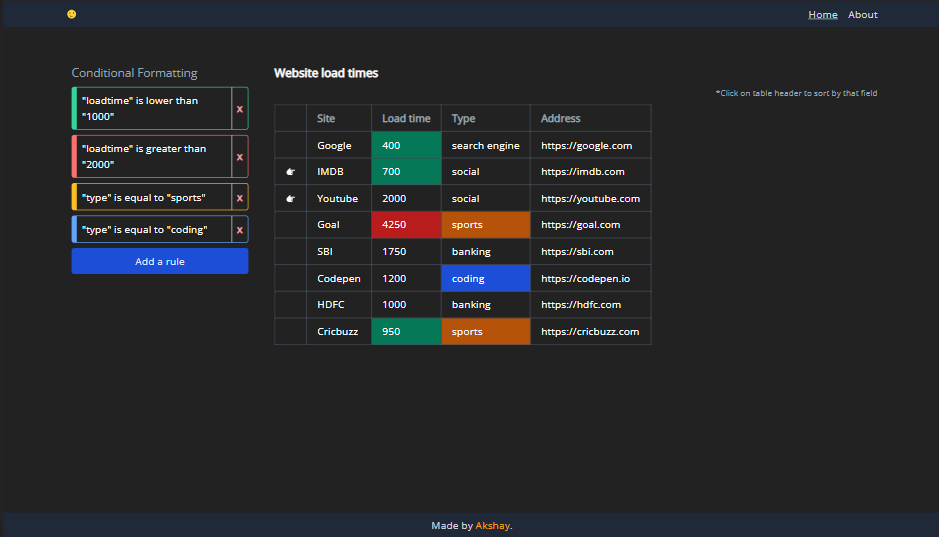 Home About
Conditional Formatting
"loadtime" is lower than
"1000"
x
"loadtime" is greater than
"2000"
x
"type" is equal to "sports"
x
"type" is equal to "coding"
x
Add a rule
Website load times
*Click on table header to sort by that field
Site Load time Type Address
Google 400 search engine https://google.com
IMDB 700 social https://imdb.com
Youtube 2000 social https://youtube.com
Goal 4250 sports https://goal.com
SBI 1750 banking https://sbi.com
Codepen 1200 coding https://codepen.io
HDFC 1000 banking https://hdfc.com
Cricbuzz 950 sports https://cricbuzz.com
Made by Akshay.